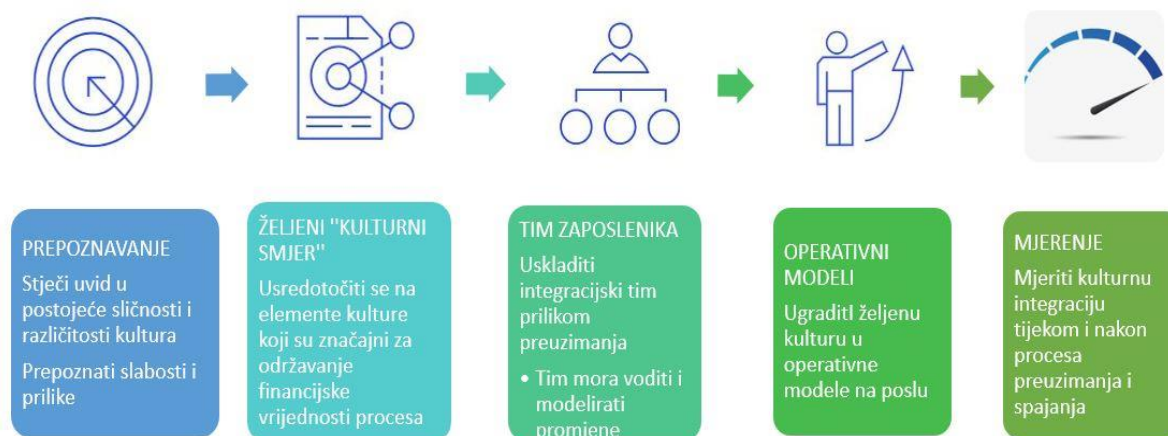 PREPOZNAVANJE
Stječi uvid u
postojeće sličnosti i
različitosti kultura
Prepoznati slabosti i
prilike
ŽELJENI "KULTURNI
SMJER"
Usredotočiti se na
elemente kulture
koji su značajni za
održavanje
financijske
vrijednosti procesa
TIM ZAPOSLENIKA
Uskladiti
integracijski tim
prilikom
preuzimanja
• Tim mora voditi i
modelirati
promjene
OPERATIVNI
MODELI
Ugraditl željenu
kulturu u
operativne
modele na poslu
MJERENJE
Mjeriti kulturnu
integraciju
tijekom i nakon
procesa
preuzimanja i
spajanja